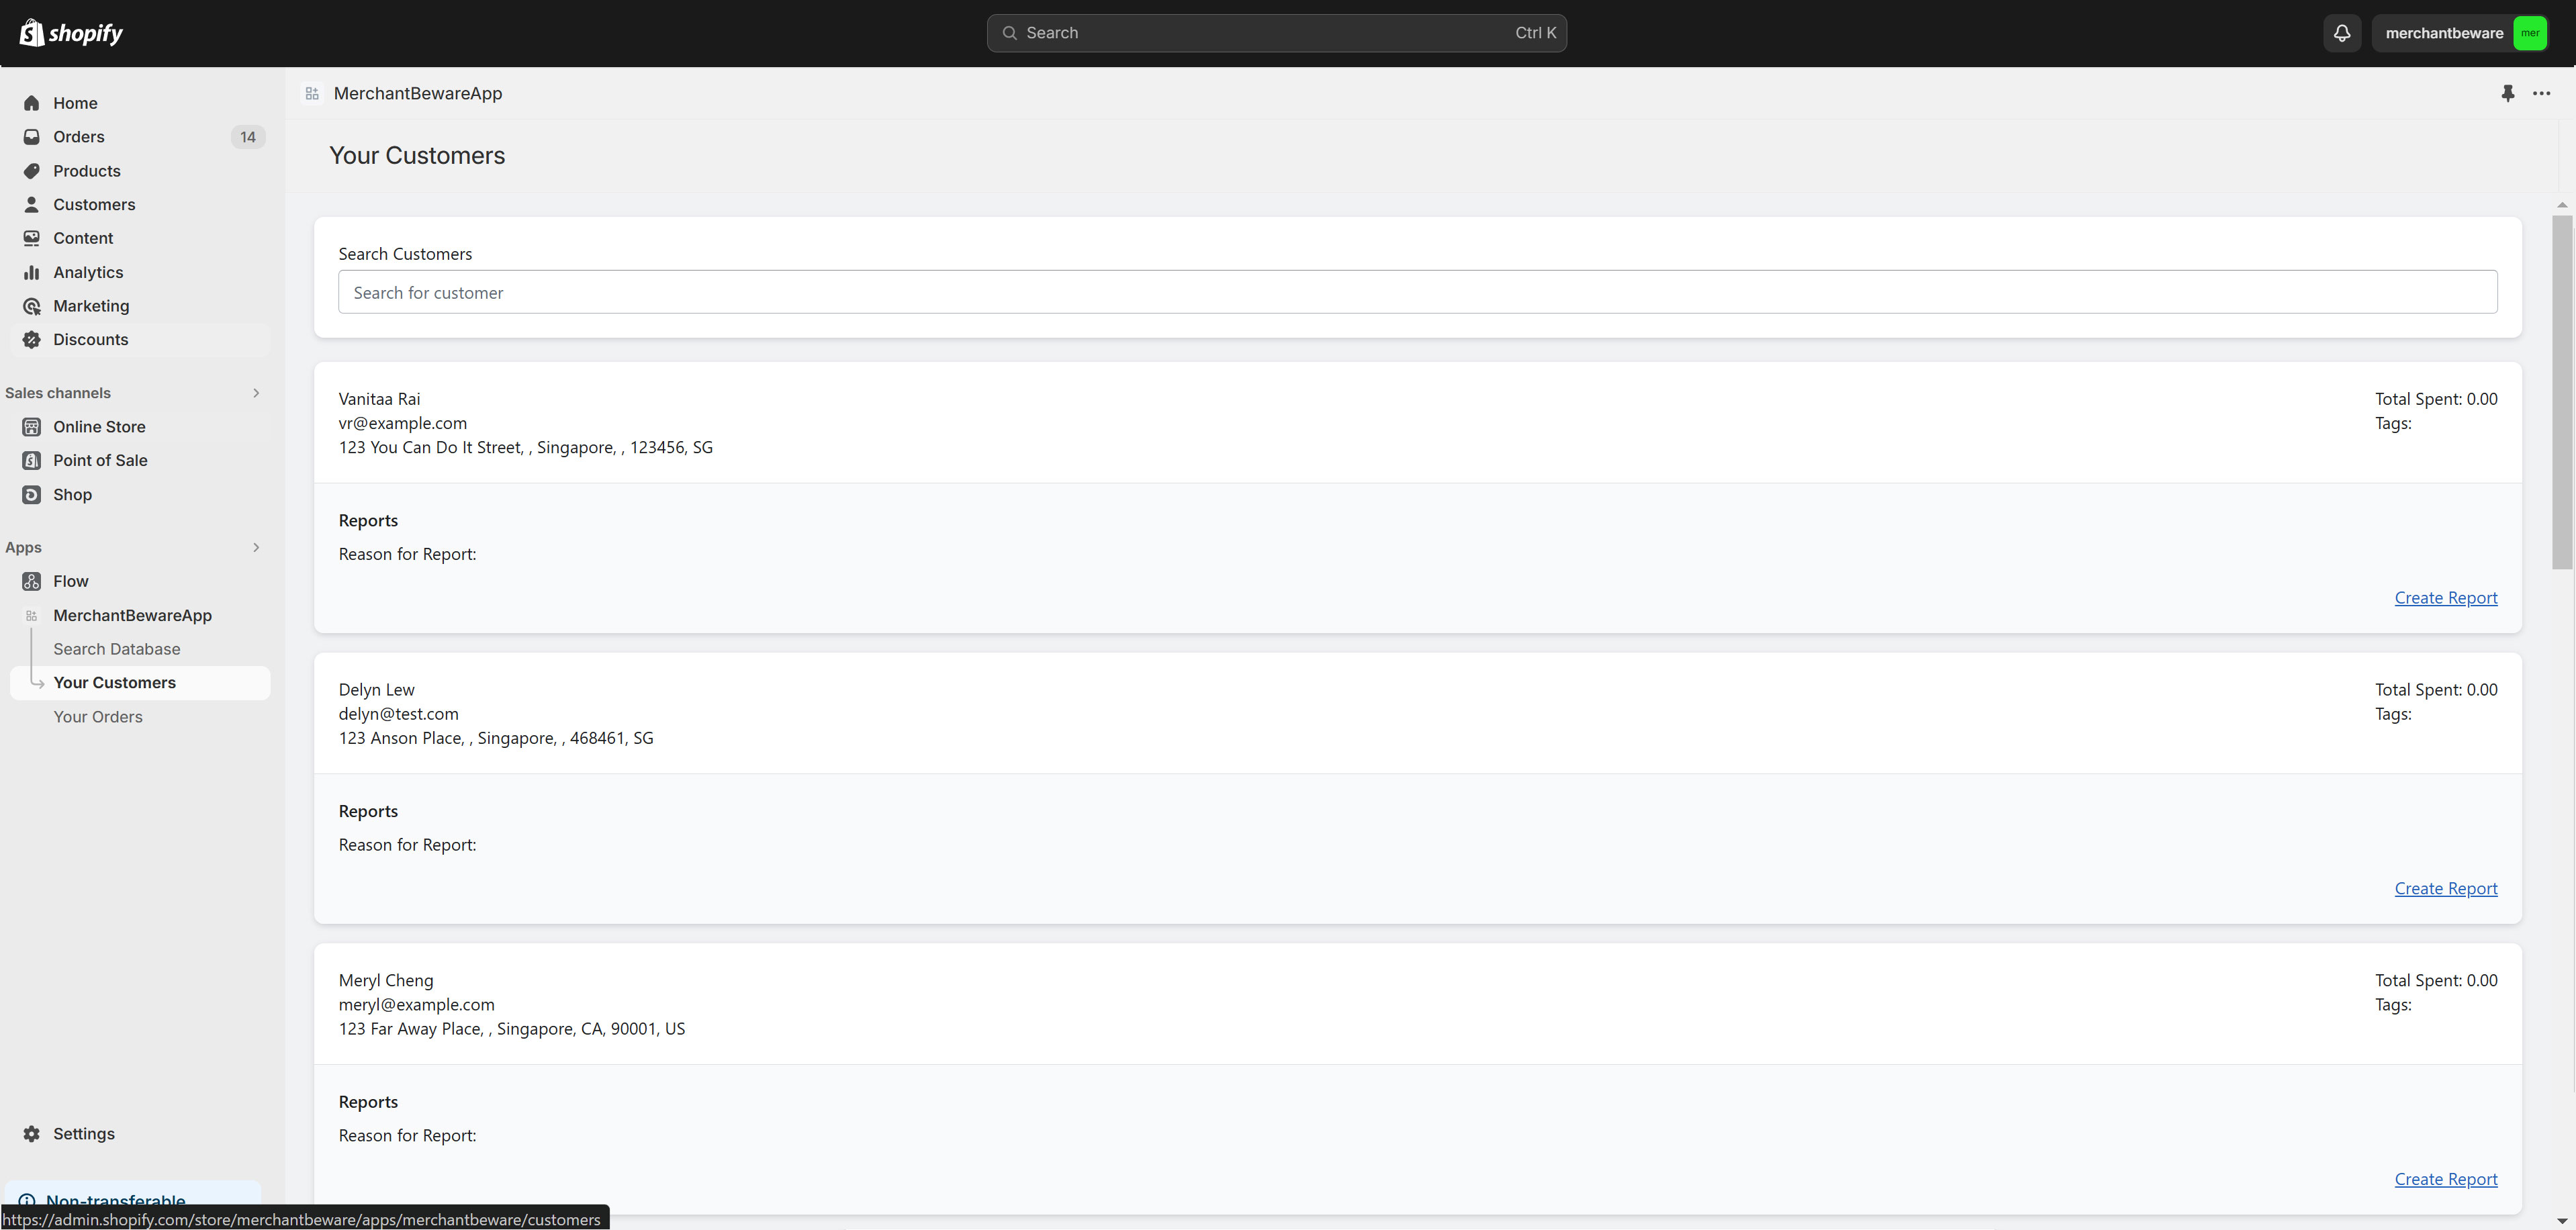 shopify
Search
Ctrl K
merchantbeware
mer
Home
Orders
14
Products
Customers
Content
Analytics
Marketing
Discounts
Sales channels
Online Store
Point of Sale
Shop
Apps
Flow
MerchantBewareApp
Search Database
Your Customers
Your Orders
Settings
Non-transferable
https://admin.shopify.com/store/merchantbeware/apps/merchantbeware/customers
MerchantBewareApp
Your Customers
Search Customers
Search for customer
Vanitaa Rai
Total Spent: 0.00
vr@example.com
Tags:
123 You Can Do It Street, , Singapore, , 123456, SG
Reports
Reason for Report:
Create Report
Delyn Lew
Total Spent: 0.00
delyn@test.com
Tags:
123 Anson Place, , Singapore, , 468461, SG
Reports
Reason for Report:
Create Report
Meryl Cheng
Total Spent: 0.00
meryl@example.com
Tags:
123 Far Away Place, , Singapore, CA, 90001, US
Reports
Reason for Report:
Create Report